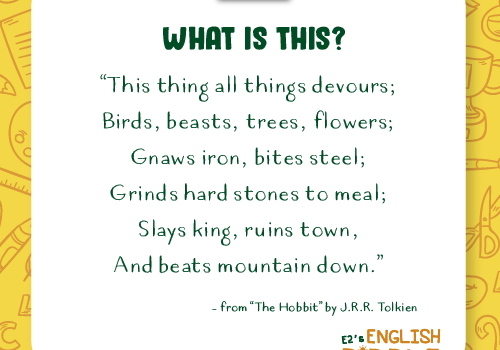 WHAT IS THIS?
“This thing all things devours;
Birds, beasts, trees, flowers;
Gnaws iron, bites steel;
Grinds hard stones to meal;
Slays king, ruins town,
And beats mountain down.”
- from “The Hobbit” by J.R.R. Tolkien
E2’s ENGLISH